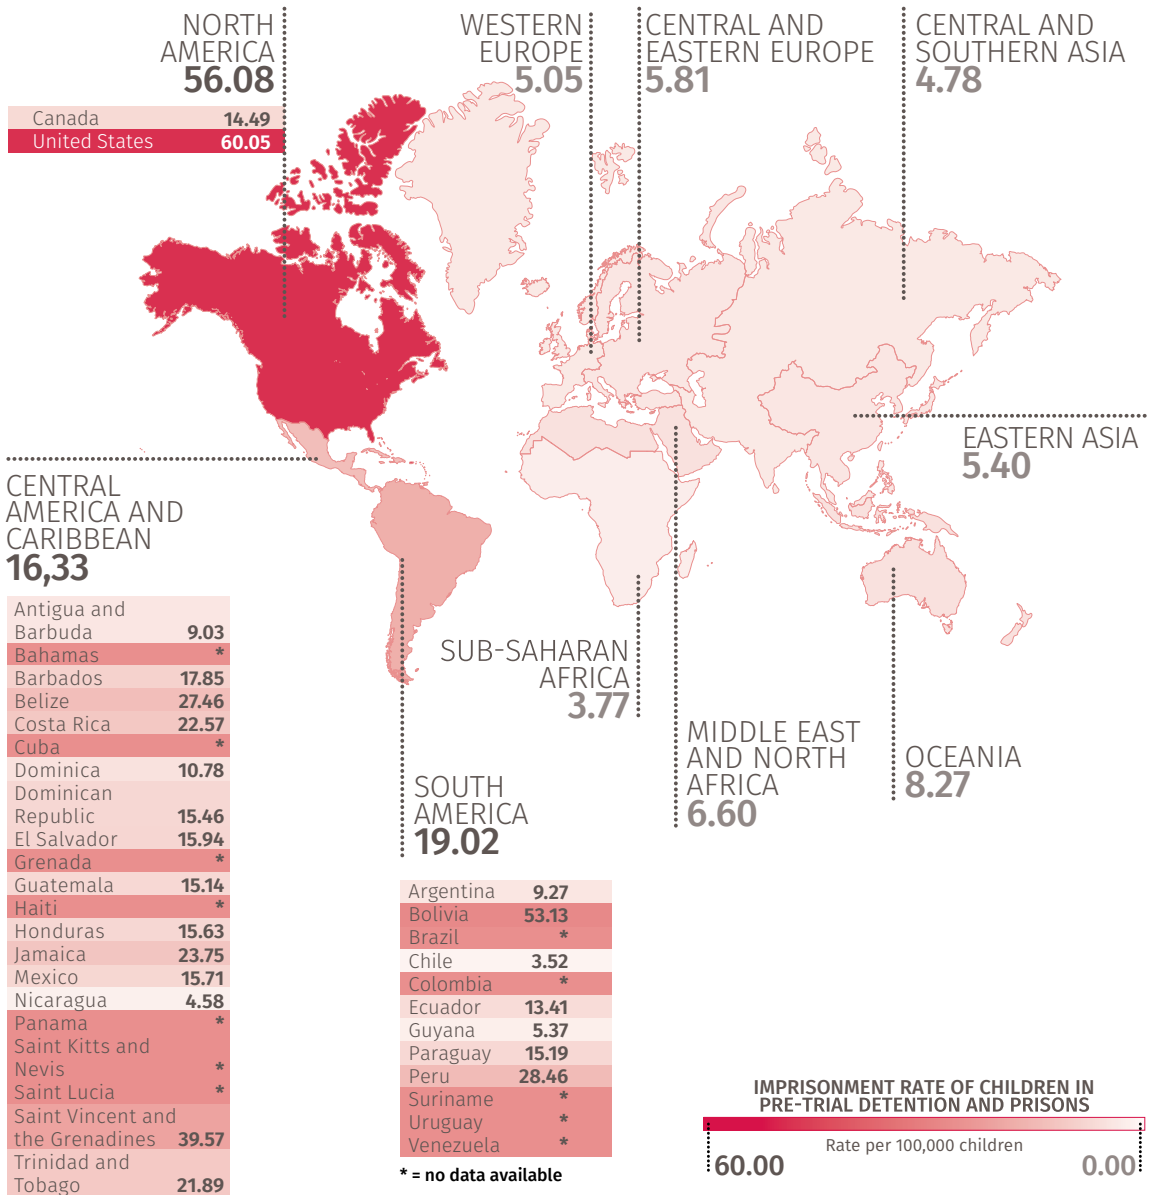 NORTH
AMERICA
56.08
Canada 14.49
United States 60.05
WESTERN
EUROPE
5.05
CENTRAL AND
EASTERN EUROPE
5.81
CENTRAL AND
SOUTHERN ASIA
4.78
EASTERN ASIA
5.40
CENTRAL
AMERICA AND
CARIBBEAN
16,33
Antigua and
Barbuda 9.03
Bahamas *
Barbados 17.85
Belize 27.46
Costa Rica 22.57
Cuba *
Dominica 10.78
Dominican
Republic 15.46
El Salvador 15.94
Grenada *
Guatemala 15.14
Haiti *
Honduras 15.63
Jamaica 23.75
Mexico 15.71
Nicaragua 4.58
Panama *
Saint Kitts and
Nevis *
Saint Lucia *
Saint Vincent and
the Grenadines 39.57
Trinidad and
Tobago 21.89
SUB-SAHARAN
AFRICA
3.77
MIDDLE EAST
AND NORTH
AFRICA
6.60
OCEANIA
8.27
SOUTH
AMERICA
19.02
Argentina 9.27
Bolivia 53.13
Brazil *
Chile 3.52
Colombia *
Ecuador 13.41
Guyana 5.37
Paraguay 15.19
Peru 28.46
Suriname *
Uruguay *
Venezuela *
* = no data available
IMPRISONMENT RATE OF CHILDREN IN
PRE-TRIAL DETENTION AND PRISONS
Rate per 100,000 children
60.00 0.00